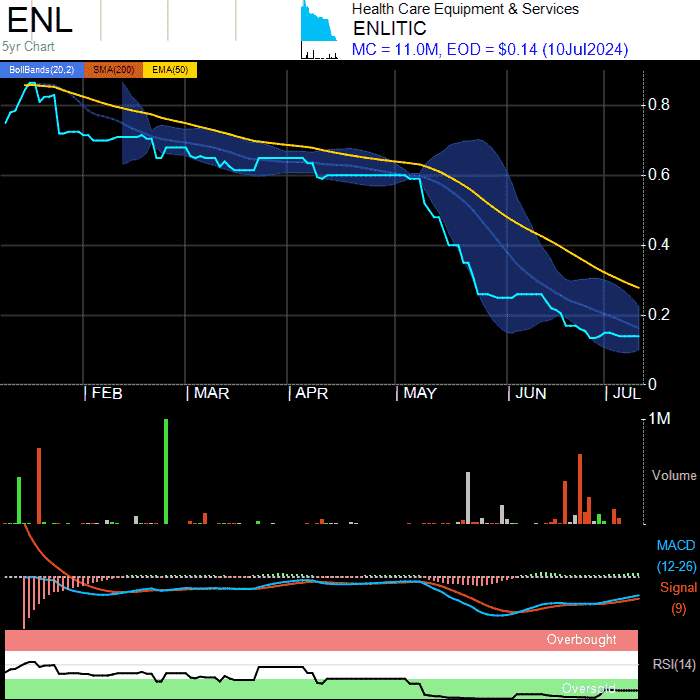 ENL
5yr Chart
Health Care Equipment & Services
ENLITIC
MC = 11.0M, EOD = $0.14 (10Jul2024)
BollBands(20,2) SMA(200) EMA(50)
0.8
0.6
0.4
0.2
0
| FEB | MAR | APR | MAY | JUN | JUL
1M
Volume
MACD
(12-26)
Signal
(9)
Overbought
RSI(14)
Oversold